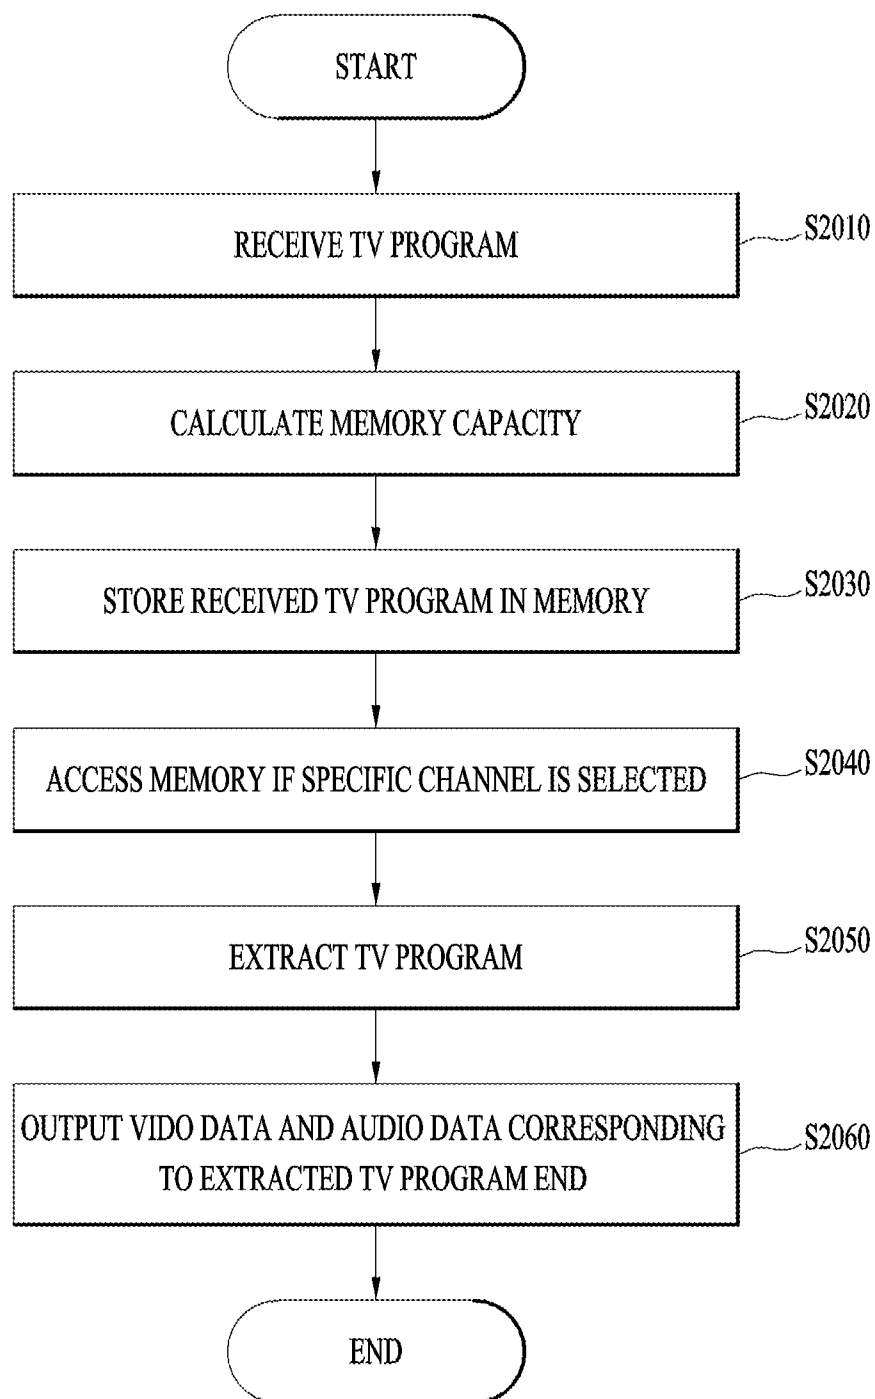 START
RECEIVE TV PROGRAM
S2010
CALCULATE MEMORY CAPACITY
S2020
STORE RECEIVED TV PROGRAM IN MEMORY
S2030
ACCESS MEMORY IF SPECIFIC CHANNEL IS SELECTED
S2040
EXTRACT TV PROGRAM
S2050
OUTPUT VIDO DATA AND AUDIO DATA CORRESPONDING
TO EXTRACTED TV PROGRAM END
S2060
END